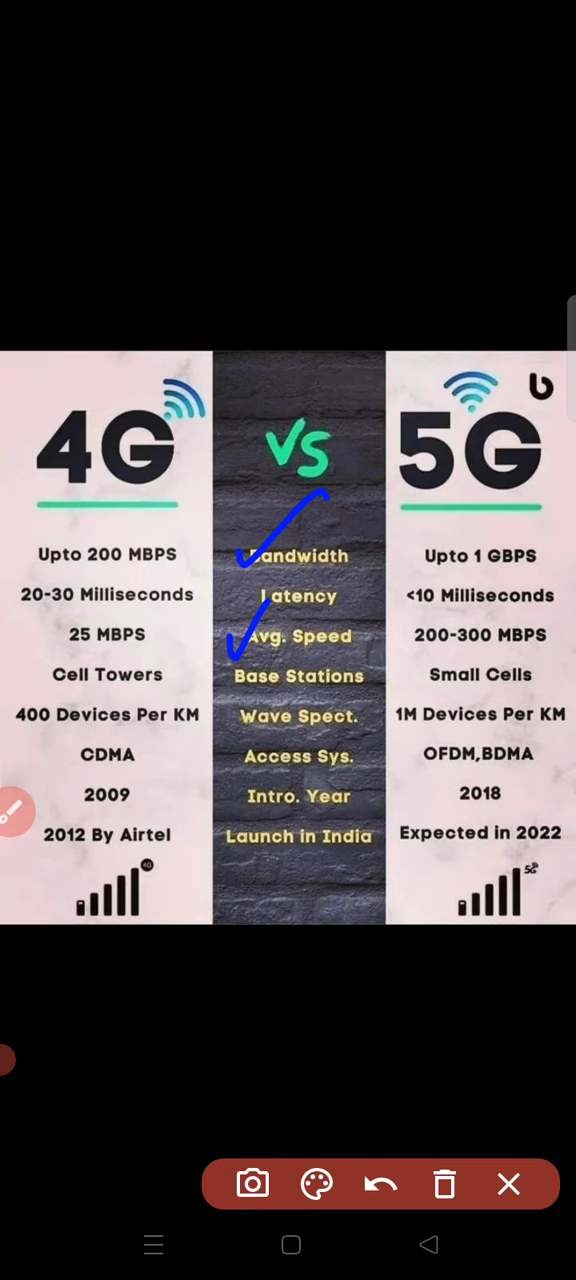 4G VS 5G
Upto 200 MBPS Bandwidth Upto 1 GBPS
20-30 Milliseconds Latency <10 Milliseconds
25 MBPS Avg. Speed 200-300 MBPS
Cell Towers Base Stations Small Cells
400 Devices Per KM Wave Spect. 1M Devices Per KM
CDMA Access Sys. OFDM,BDMA
2009 Intro. Year 2018
2012 By Airtel Launch in India Expected in 2022
4G 5G